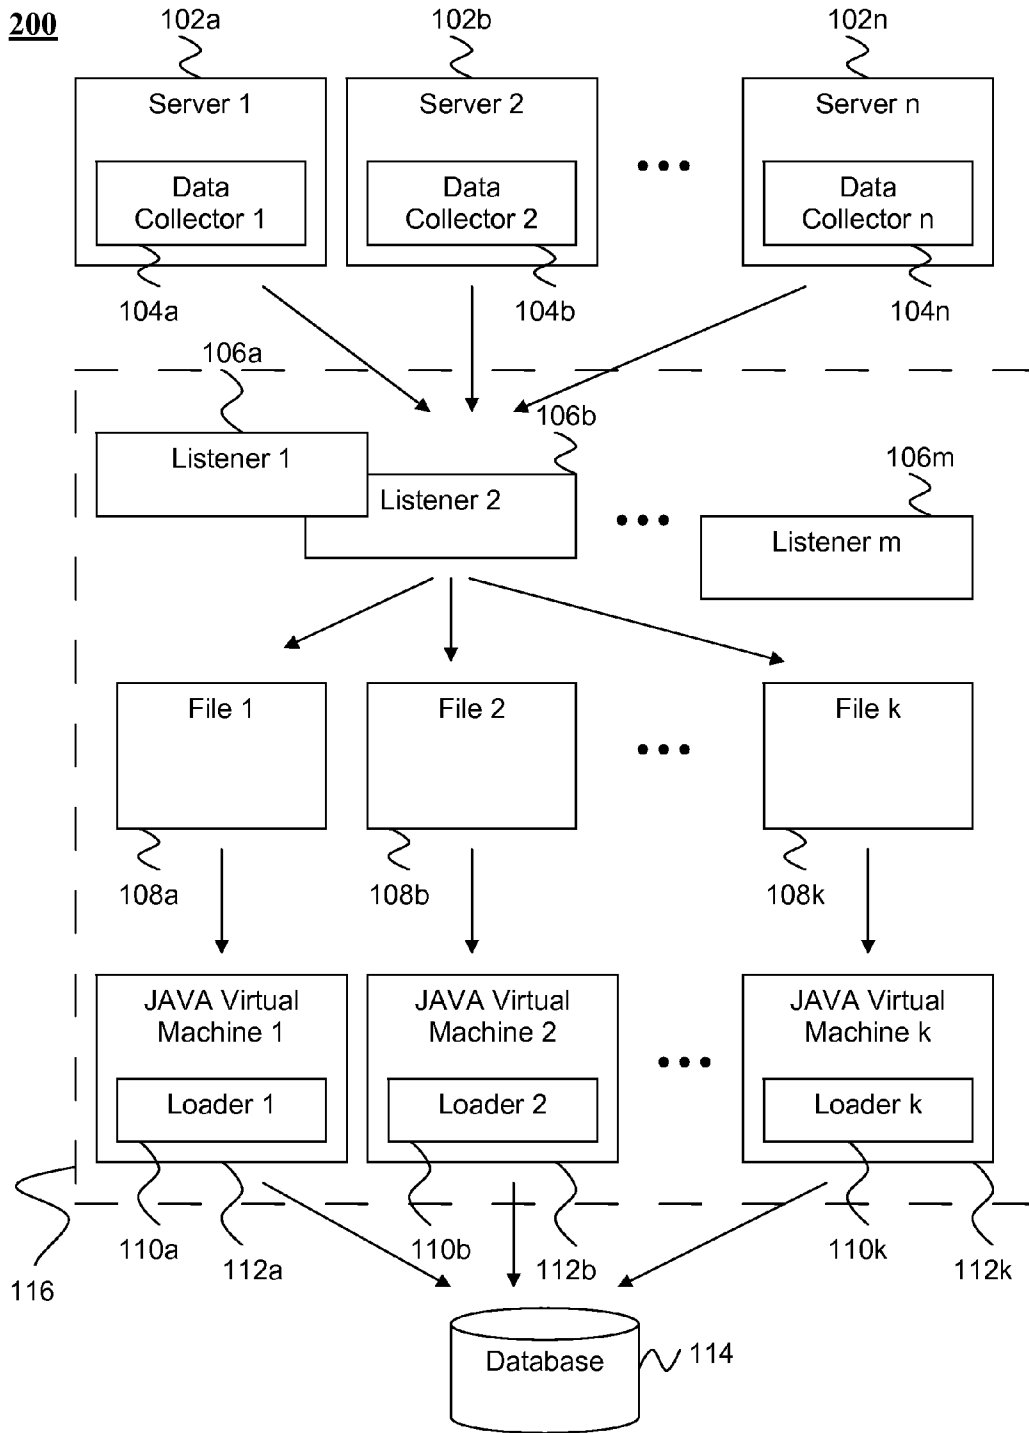 200
102a
102b
102n
Server 1
Server 2
Server n
Data
Collector 1
Data
Collector 2
Data
Collector n
104a
104b
104n
106a
106b
106m
Listener 1
Listener 2
Listener m
File 1
File 2
File k
108a
108b
108k
JAVA Virtual
Machine 1
JAVA Virtual
Machine 2
JAVA Virtual
Machine k
Loader 1
Loader 2
Loader k
110a
112a
110b
112b
110k
112k
116
Database
114